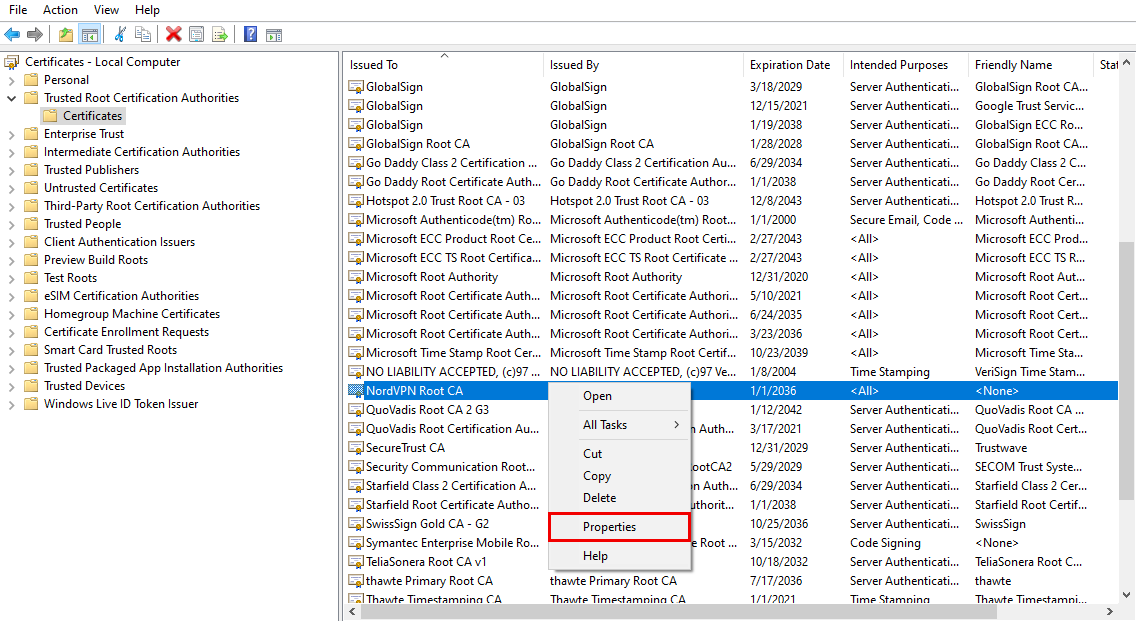 File Action View Help
Certificates - Local Computer
Personal
Trusted Root Certification Authorities
Certificates
Enterprise Trust
Intermediate Certification Authorities
Trusted Publishers
Untrusted Certificates
Third-Party Root Certification Authorities
Trusted People
Client Authentication Issuers
Preview Build Roots
Test Roots
eSIM Certification Authorities
Homegroup Machine Certificates
Certificate Enrollment Requests
Smart Card Trusted Roots
Trusted Packaged App Installation Authorities
Trusted Devices
Windows Live ID Token Issuer
Issued To Issued By Expiration Date Intended Purposes Friendly Name Stat
GlobalSign GlobalSign 3/18/2029 Server Authenticati... GlobalSign Root CA...
GlobalSign GlobalSign 12/15/2021 Server Authenticati... Google Trust Servic...
GlobalSign GlobalSign 1/19/2038 Server Authenticati... GlobalSign ECC Ro...
GlobalSign Root CA GlobalSign Root CA 1/28/2028 Server Authenticati... GlobalSign Root CA...
Go Daddy Class 2 Certification ... Go Daddy Class 2 Certification Au... 6/29/2034 Server Authenticati... Go Daddy Class 2 C...
Go Daddy Root Certificate Auth... Go Daddy Root Certificate Author... 1/1/2038 Server Authenticati... Go Daddy Root Cer...
Hotspot 2.0 Trust Root CA - 03 Hotspot 2.0 Trust Root CA - 03 12/8/2043 Server Authenticati... Hotspot 2.0 Trust R...
Microsoft Authenticode(tm) Ro... Microsoft Authenticode(tm) Root... 1/1/2000 Secure Email, Code ... Microsoft Authenti...
Microsoft ECC Product Root Ce... Microsoft ECC Product Root Certi... 2/27/2043 <All> Microsoft ECC Prod...
Microsoft ECC TS Root Certifica... Microsoft ECC TS Root Certificate ... 2/27/2043 <All> Microsoft ECC TS R...
Microsoft Root Authority Microsoft Root Authority 12/31/2020 <All> Microsoft Root Aut...
Microsoft Root Certificate Auth... Microsoft Root Certificate Authori... 5/10/2021 <All> Microsoft Root Cert...
Microsoft Root Certificate Auth... Microsoft Root Certificate Authori... 6/24/2035 <All> Microsoft Root Cert...
Microsoft Root Certificate Auth... Microsoft Root Certificate Authori... 3/23/2036 <All> Microsoft Root Cert...
Microsoft Time Stamp Root Cer... Microsoft Time Stamp Root Certif... 10/23/2039 <All> Microsoft Time Sta...
NO LIABILITY ACCEPTED, (c)97 ... NO LIABILITY ACCEPTED, (c)97 Ve... 1/8/2004 Time Stamping VeriSign Time Stam...
NordVPN Root CA 1/1/2036 <All> <None>
QuoVadis Root CA 2 G3 1/12/2042 Server Authenticati... QuoVadis Root CA ...
QuoVadis Root Certification Au... n Auth... 3/17/2021 Server Authenticati... QuoVadis Root Cert...
SecureTrust CA 12/31/2029 Server Authenticati... Trustwave
Security Communication Root... ootCA2 5/29/2029 Server Authenticati... SECOM Trust Syste...
Starfield Class 2 Certification A... n Auth... 6/29/2034 Server Authenticati... Starfield Class 2 Cer...
Starfield Root Certificate Autho... uthorit... 1/1/2038 Server Authenticati... Starfield Root Certif...
SwissSign Gold CA - G2 10/25/2036 Server Authenticati... SwissSign
Symantec Enterprise Mobile Ro... e Root ... 3/15/2032 Code Signing <None>
TeliaSonera Root CA v1 10/18/2032 Server Authenticati... TeliaSonera Root C...
thawte Primary Root CA thawte Primary Root CA 7/17/2036 Server Authenticati... thawte
Thawte Timestamping CA Thawte Timestamping CA 1/1/2021 Time Stamping Thawte Timestampi...
Open
All Tasks
Cut
Copy
Delete
Properties
Help